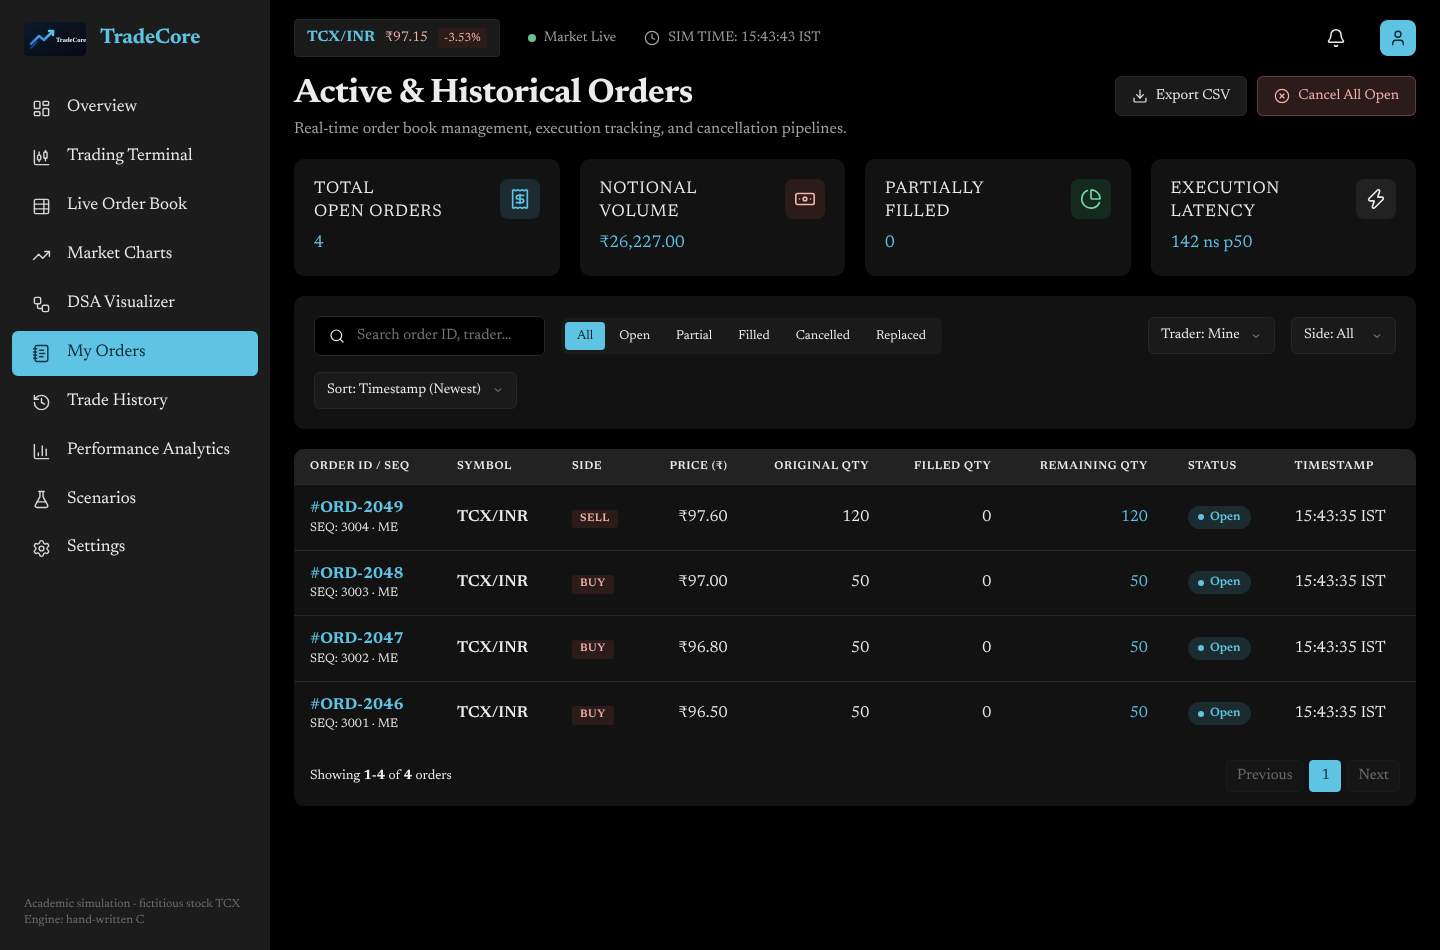 TradeCore
TradeCore
Overview
Trading Terminal
Live Order Book
Market Charts
DSA Visualizer
My Orders
Trade History
Performance Analytics
Scenarios
Settings
Academic simulation · fictitious stock TCX
Engine: hand-written C
TCX/INR ₹97.15 -3.53% Market Live SIM TIME: 15:43:43 IST
Active & Historical Orders
Real-time order book management, execution tracking, and cancellation pipelines.
Export CSV Cancel All Open
TOTAL
OPEN ORDERS
4
NOTIONAL
VOLUME
₹26,227.00
PARTIALLY
FILLED
0
EXECUTION
LATENCY
142 ns p50
Search order ID, trader... All Open Partial Filled Cancelled Replaced Trader: Mine Side: All
Sort: Timestamp (Newest)
ORDER ID / SEQ SYMBOL SIDE PRICE (₹) ORIGINAL QTY FILLED QTY REMAINING QTY STATUS TIMESTAMP
#ORD-2049
SEQ: 3004 · ME
TCX/INR SELL ₹97.60 120 0 120 Open 15:43:35 IST
#ORD-2048
SEQ: 3003 · ME
TCX/INR BUY ₹97.00 50 0 50 Open 15:43:35 IST
#ORD-2047
SEQ: 3002 · ME
TCX/INR BUY ₹96.80 50 0 50 Open 15:43:35 IST
#ORD-2046
SEQ: 3001 · ME
TCX/INR BUY ₹96.50 50 0 50 Open 15:43:35 IST
Showing 1-4 of 4 orders Previous 1 Next